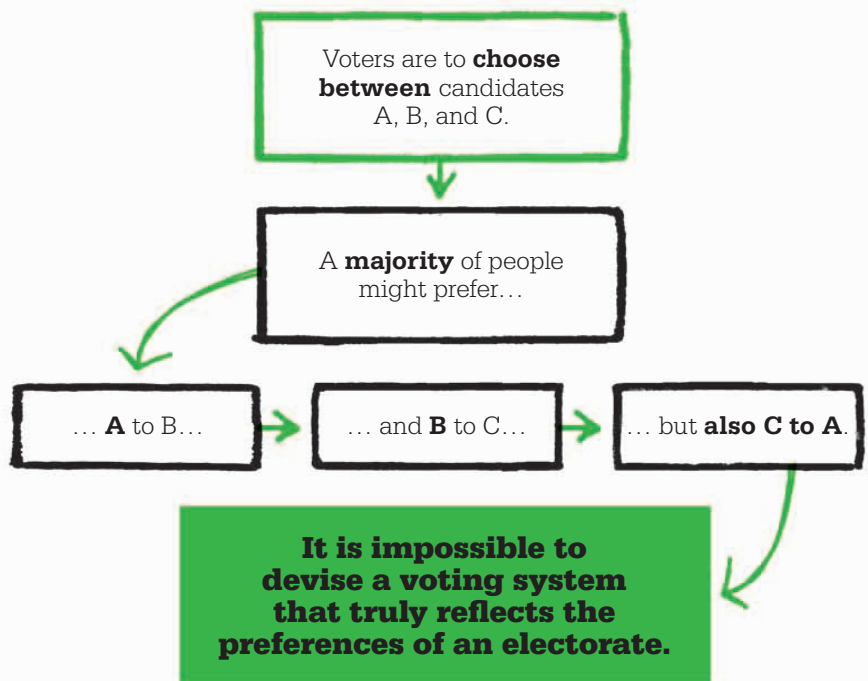 Voters are to choose
between candidates
A, B, and C.
A majority of people
might prefer…
… A to B…
… and B to C…
… but also C to A.
It is impossible to
devise a voting system
that truly reflects the
preferences of an electorate.